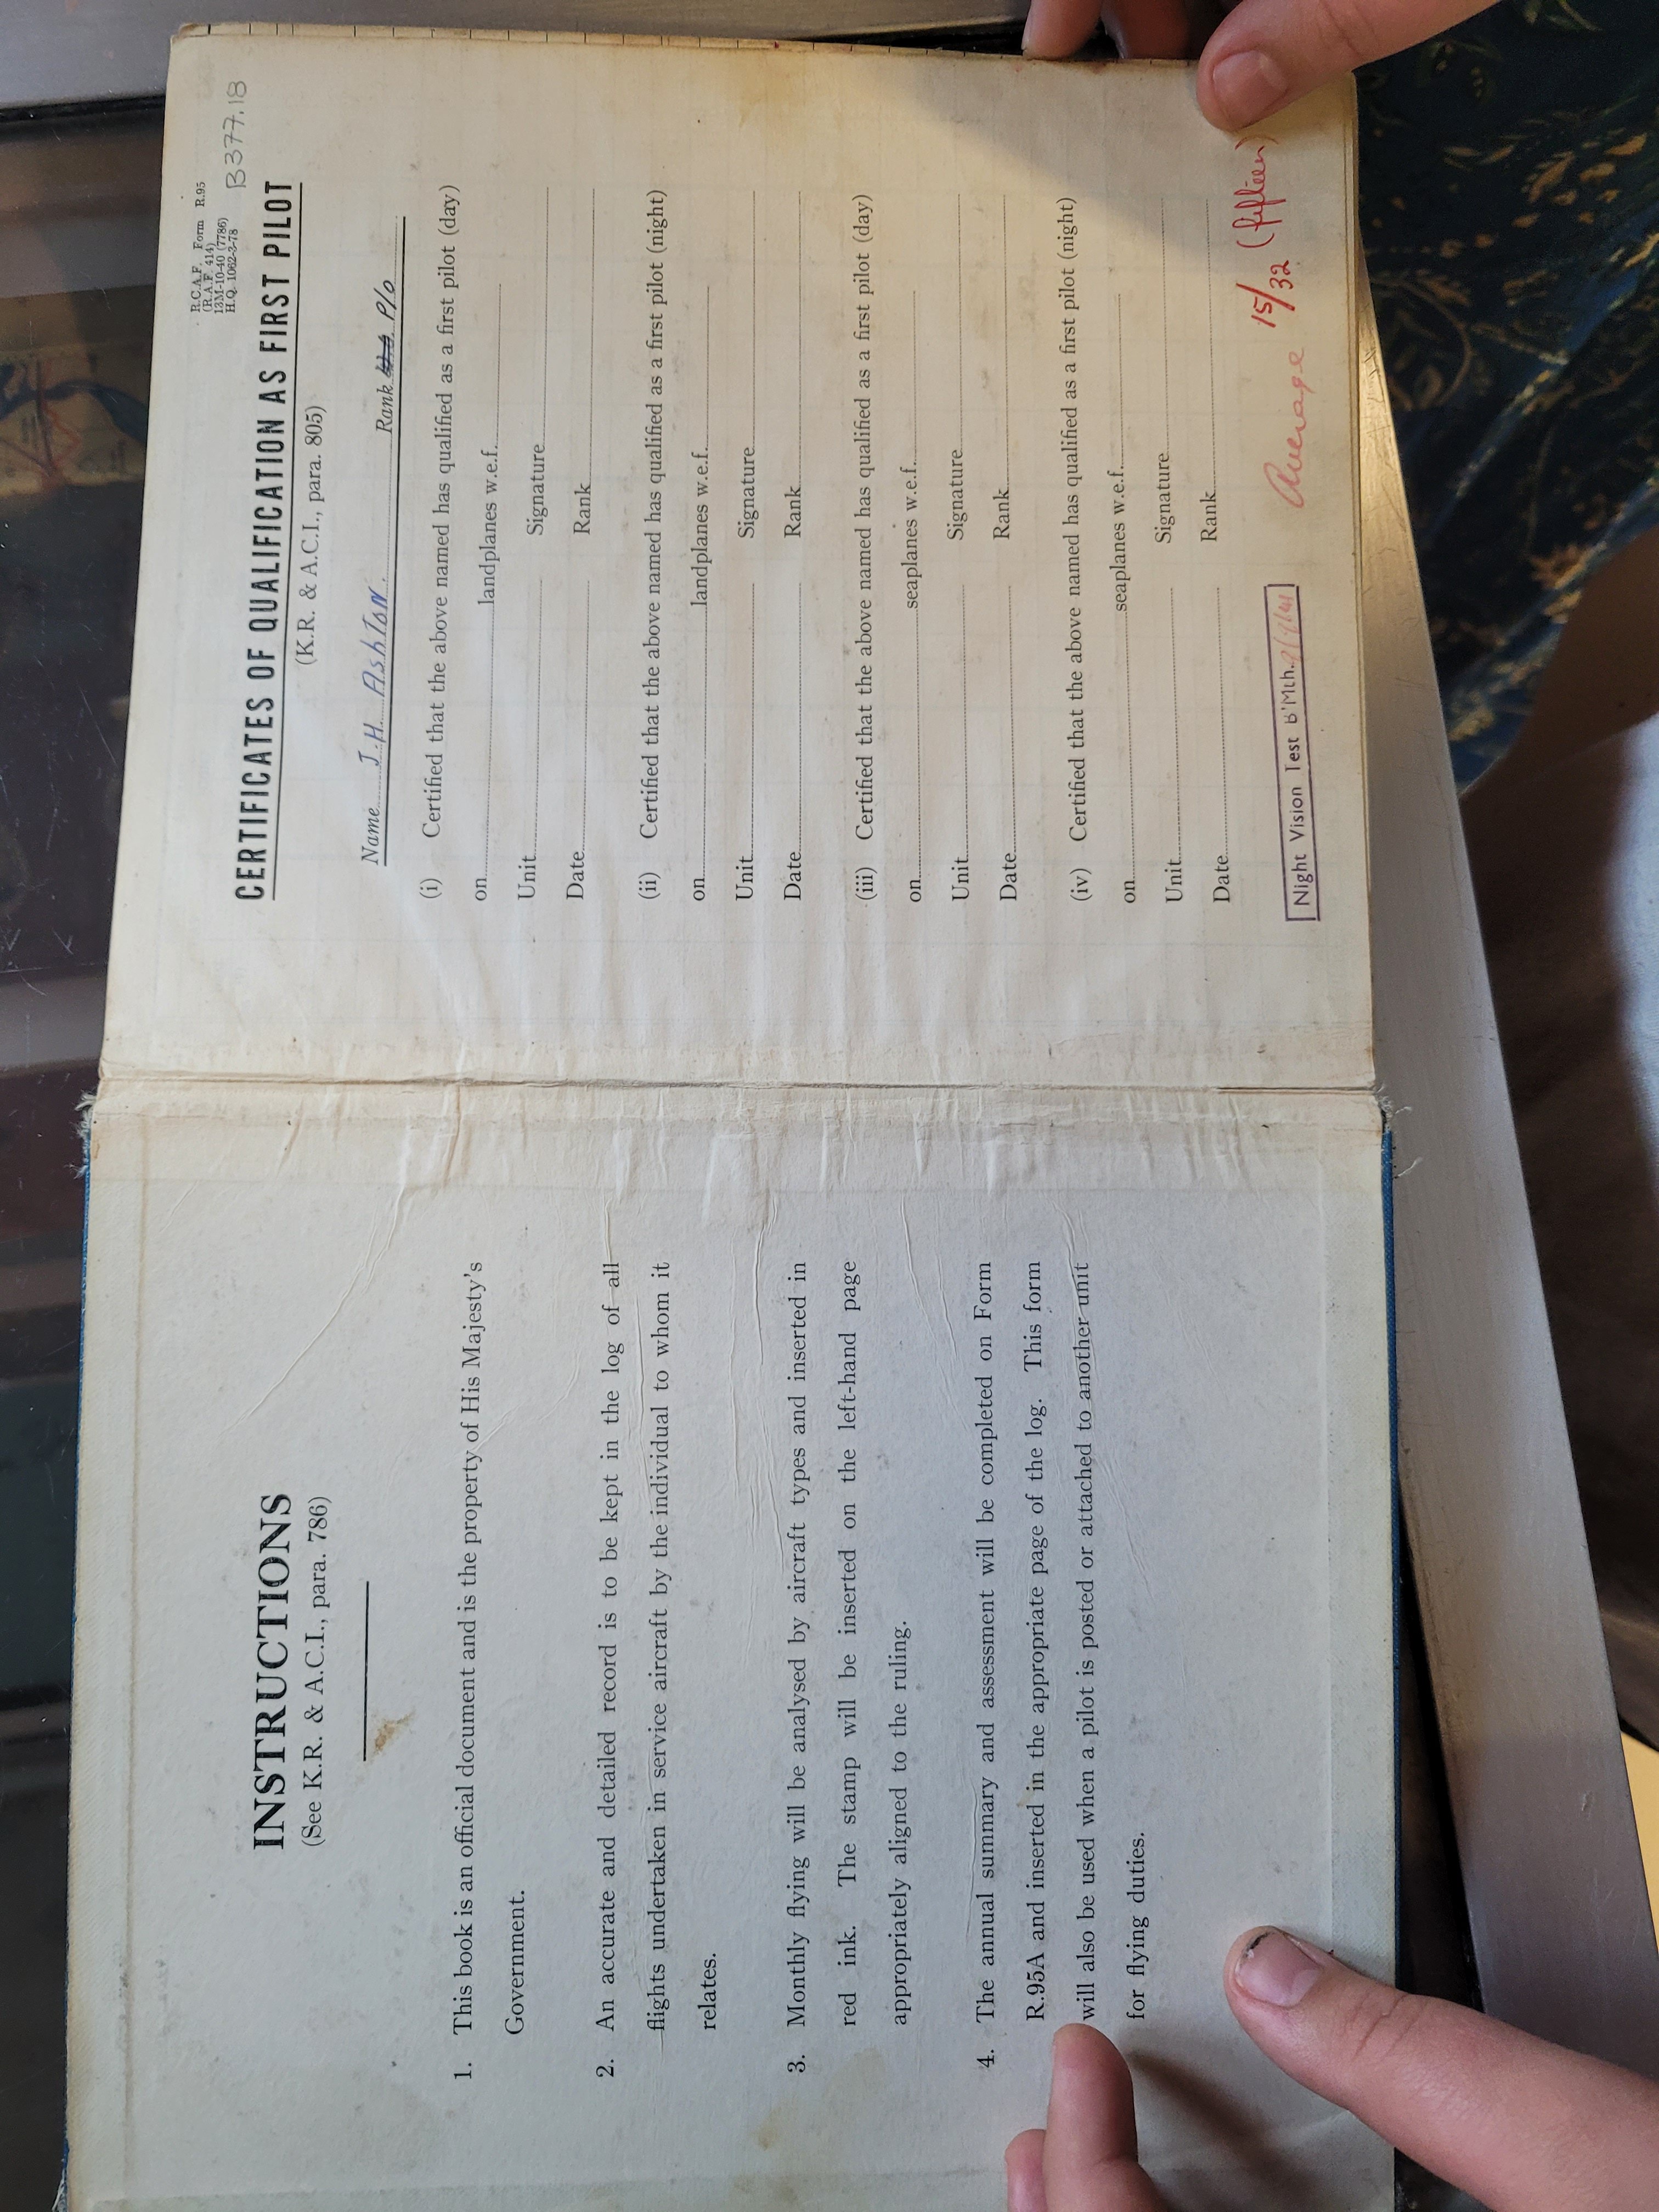 INSTRUCTIONS
(See K.R. & A.C.I., para. 786)
1. This book is an official document and is the property of His Majesty's
Government.
2. An accurate and detailed record is to be kept in the log of all
flights undertaken in service aircraft by the individual to whom it
relates.
3. Monthly flying will be analysed by aircraft types and inserted in
red ink. The stamp will be inserted on the left-hand page
appropriately aligned to the ruling.
4. The annual summary and assessment will be completed on Form
R.95A and inserted in the appropriate page of the log. This form
will also be used when a pilot is posted or attached to another unit
for flying duties.
R.C.A.F. Form R.95
(R.A.F. 414)
13M-10-40 (7786)
H.Q. 1062-3-78
B377.18
CERTIFICATES OF QUALIFICATION AS FIRST PILOT
(K.R. & A.C.I., para. 805)
Name J.H. Ashton. Rank P/O
(i) Certified that the above named has qualified as a first pilot (day)
on landplanes w.e.f.
Unit Signature
Date Rank
(ii) Certified that the above named has qualified as a first pilot (night)
on landplanes w.e.f.
Unit Signature
Date Rank
(iii) Certified that the above named has qualified as a first pilot (day)
on seaplanes w.e.f.
Unit Signature
Date Rank
(iv) Certified that the above named has qualified as a first pilot (night)
on seaplanes w.e.f.
Unit Signature
Date Rank
Night Vision Test B'Mth. Average 15/32 (fifteen)